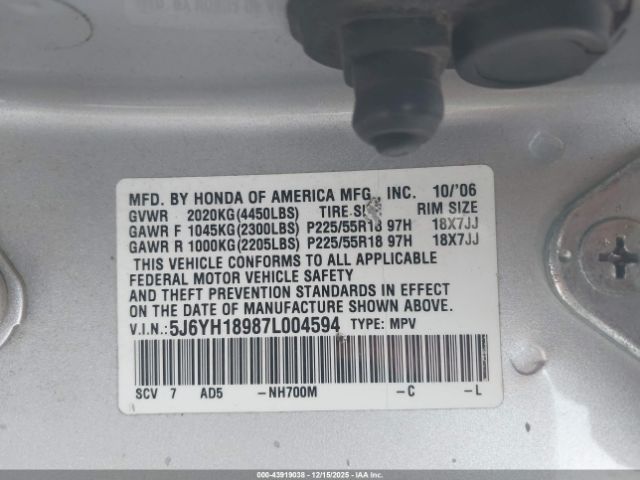 MFD. BY HONDA OF AMERICA MFG., INC. 10/'06
GVWR 2020KG(4450LBS) TIRE SIZE RIM SIZE
GAWR F 1045KG(2300LBS) P225/55R18 97H 18X7JJ
GAWR R 1000KG(2205LBS) P225/55R18 97H 18X7JJ
THIS VEHICLE CONFORMS TO ALL APPLICABLE
FEDERAL MOTOR VEHICLE SAFETY
AND THEFT PREVENTION STANDARDS IN EFFECT
ON THE DATE OF MANUFACTURE SHOWN ABOVE.
V.I.N.: 5J6YH18987L004594 TYPE: MPV
SCV 7 AD5 -NH700M -C -L
000-43919038 - 12/15/2025 - IAAI.COM